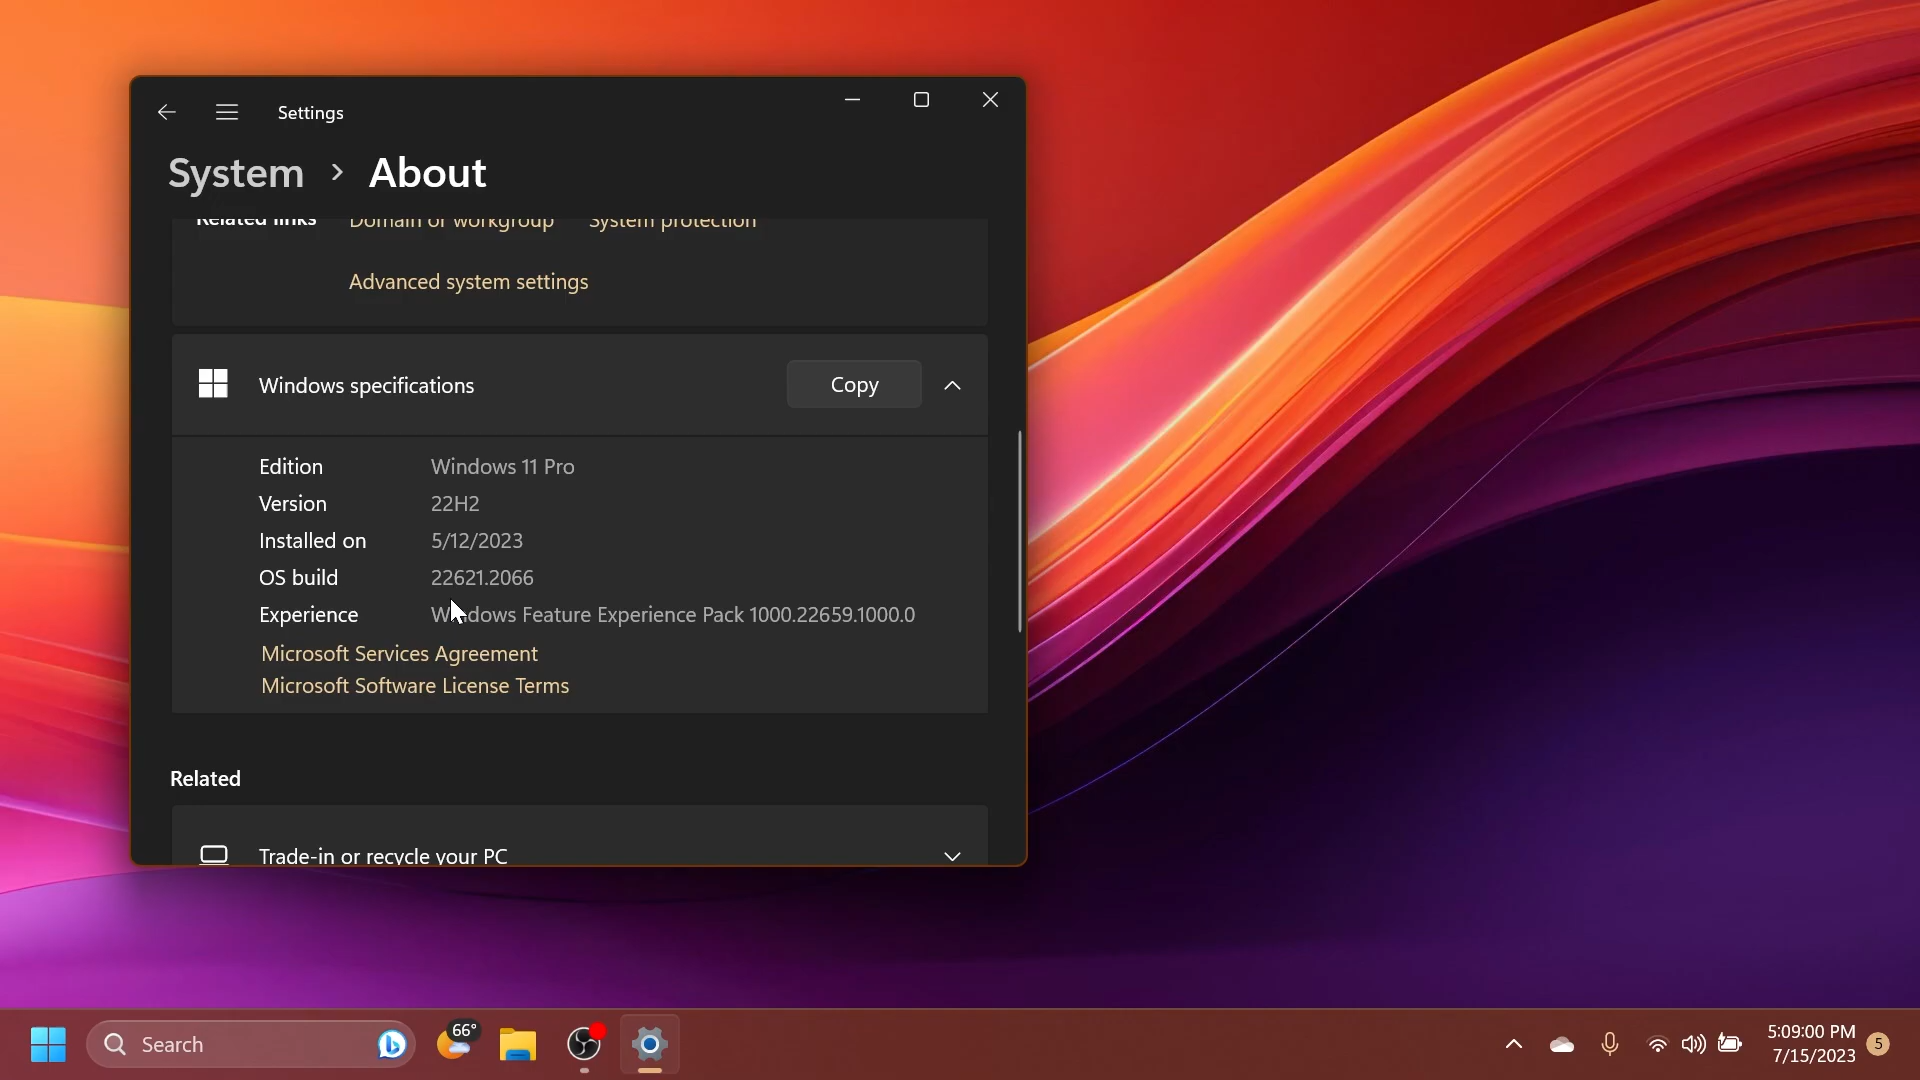 Settings
System > About
Related links Domain or workgroup System protection
Advanced system settings
Windows specifications Copy
Edition Windows 11 Pro
Version 22H2
Installed on 5/12/2023
OS build 22621.2066
Experience Windows Feature Experience Pack 1000.22659.1000.0
Microsoft Services Agreement
Microsoft Software License Terms
Related
Trade-in or recycle your PC
Search 66° 5:09:00 PM
7/15/2023 5